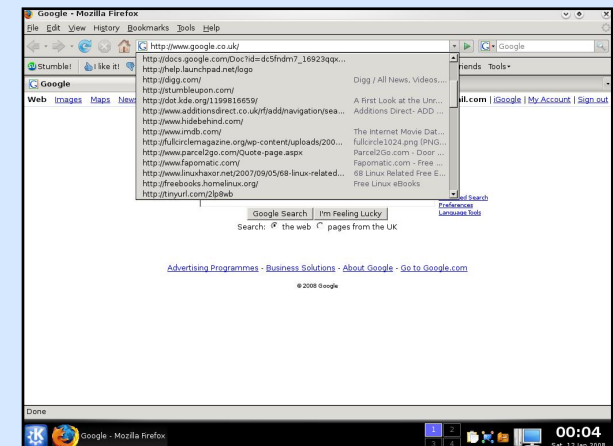 Google - Mozilla Firefox
File Edit View History Bookmarks Tools Help
http://www.google.co.uk/
Google
Stumble! I like it! riends Tools
http://docs.google.com/Doc?id=dc5fndm7_16923qqx...
http://help.launchpad.net/logo
http://digg.com/ Digg / All News, Videos,...
http://stumbleupon.com/
http://dot.kde.org/1199816659/ A First Look at the Unr...
http://www.additionsdirect.co.uk/rf/add/navigation/sea... Additions Direct- ADD ...
http://www.hidebehind.com/
http://www.imdb.com/ The Internet Movie Dat...
http://fullcirclemagazine.org/wp-content/uploads/200... fullcircle1024.png (PNG...
http://www.parcel2go.com/Quote-page.aspx Parcel2Go.com - Door ...
http://www.fapomatic.com/ Fapomatic.com - Free ...
http://www.linuxhaxor.net/2007/09/05/68-linux-related... 68 Linux Related Free E...
http://freebooks.homelinux.org/ Free Linux eBooks
http://tinyurl.com/2lp8wb
Google
Web Images Maps News il.com | iGoogle | My Account | Sign out
ed Search
Preferences
Language Tools
Google Search I'm Feeling Lucky
Search: the web pages from the UK
Advertising Programmes - Business Solutions - About Google - Go to Google.com
© 2008 Google
Done
Google - Mozilla Firefox
1 2
3 4
00:04
Sat, 12 Jan 2008